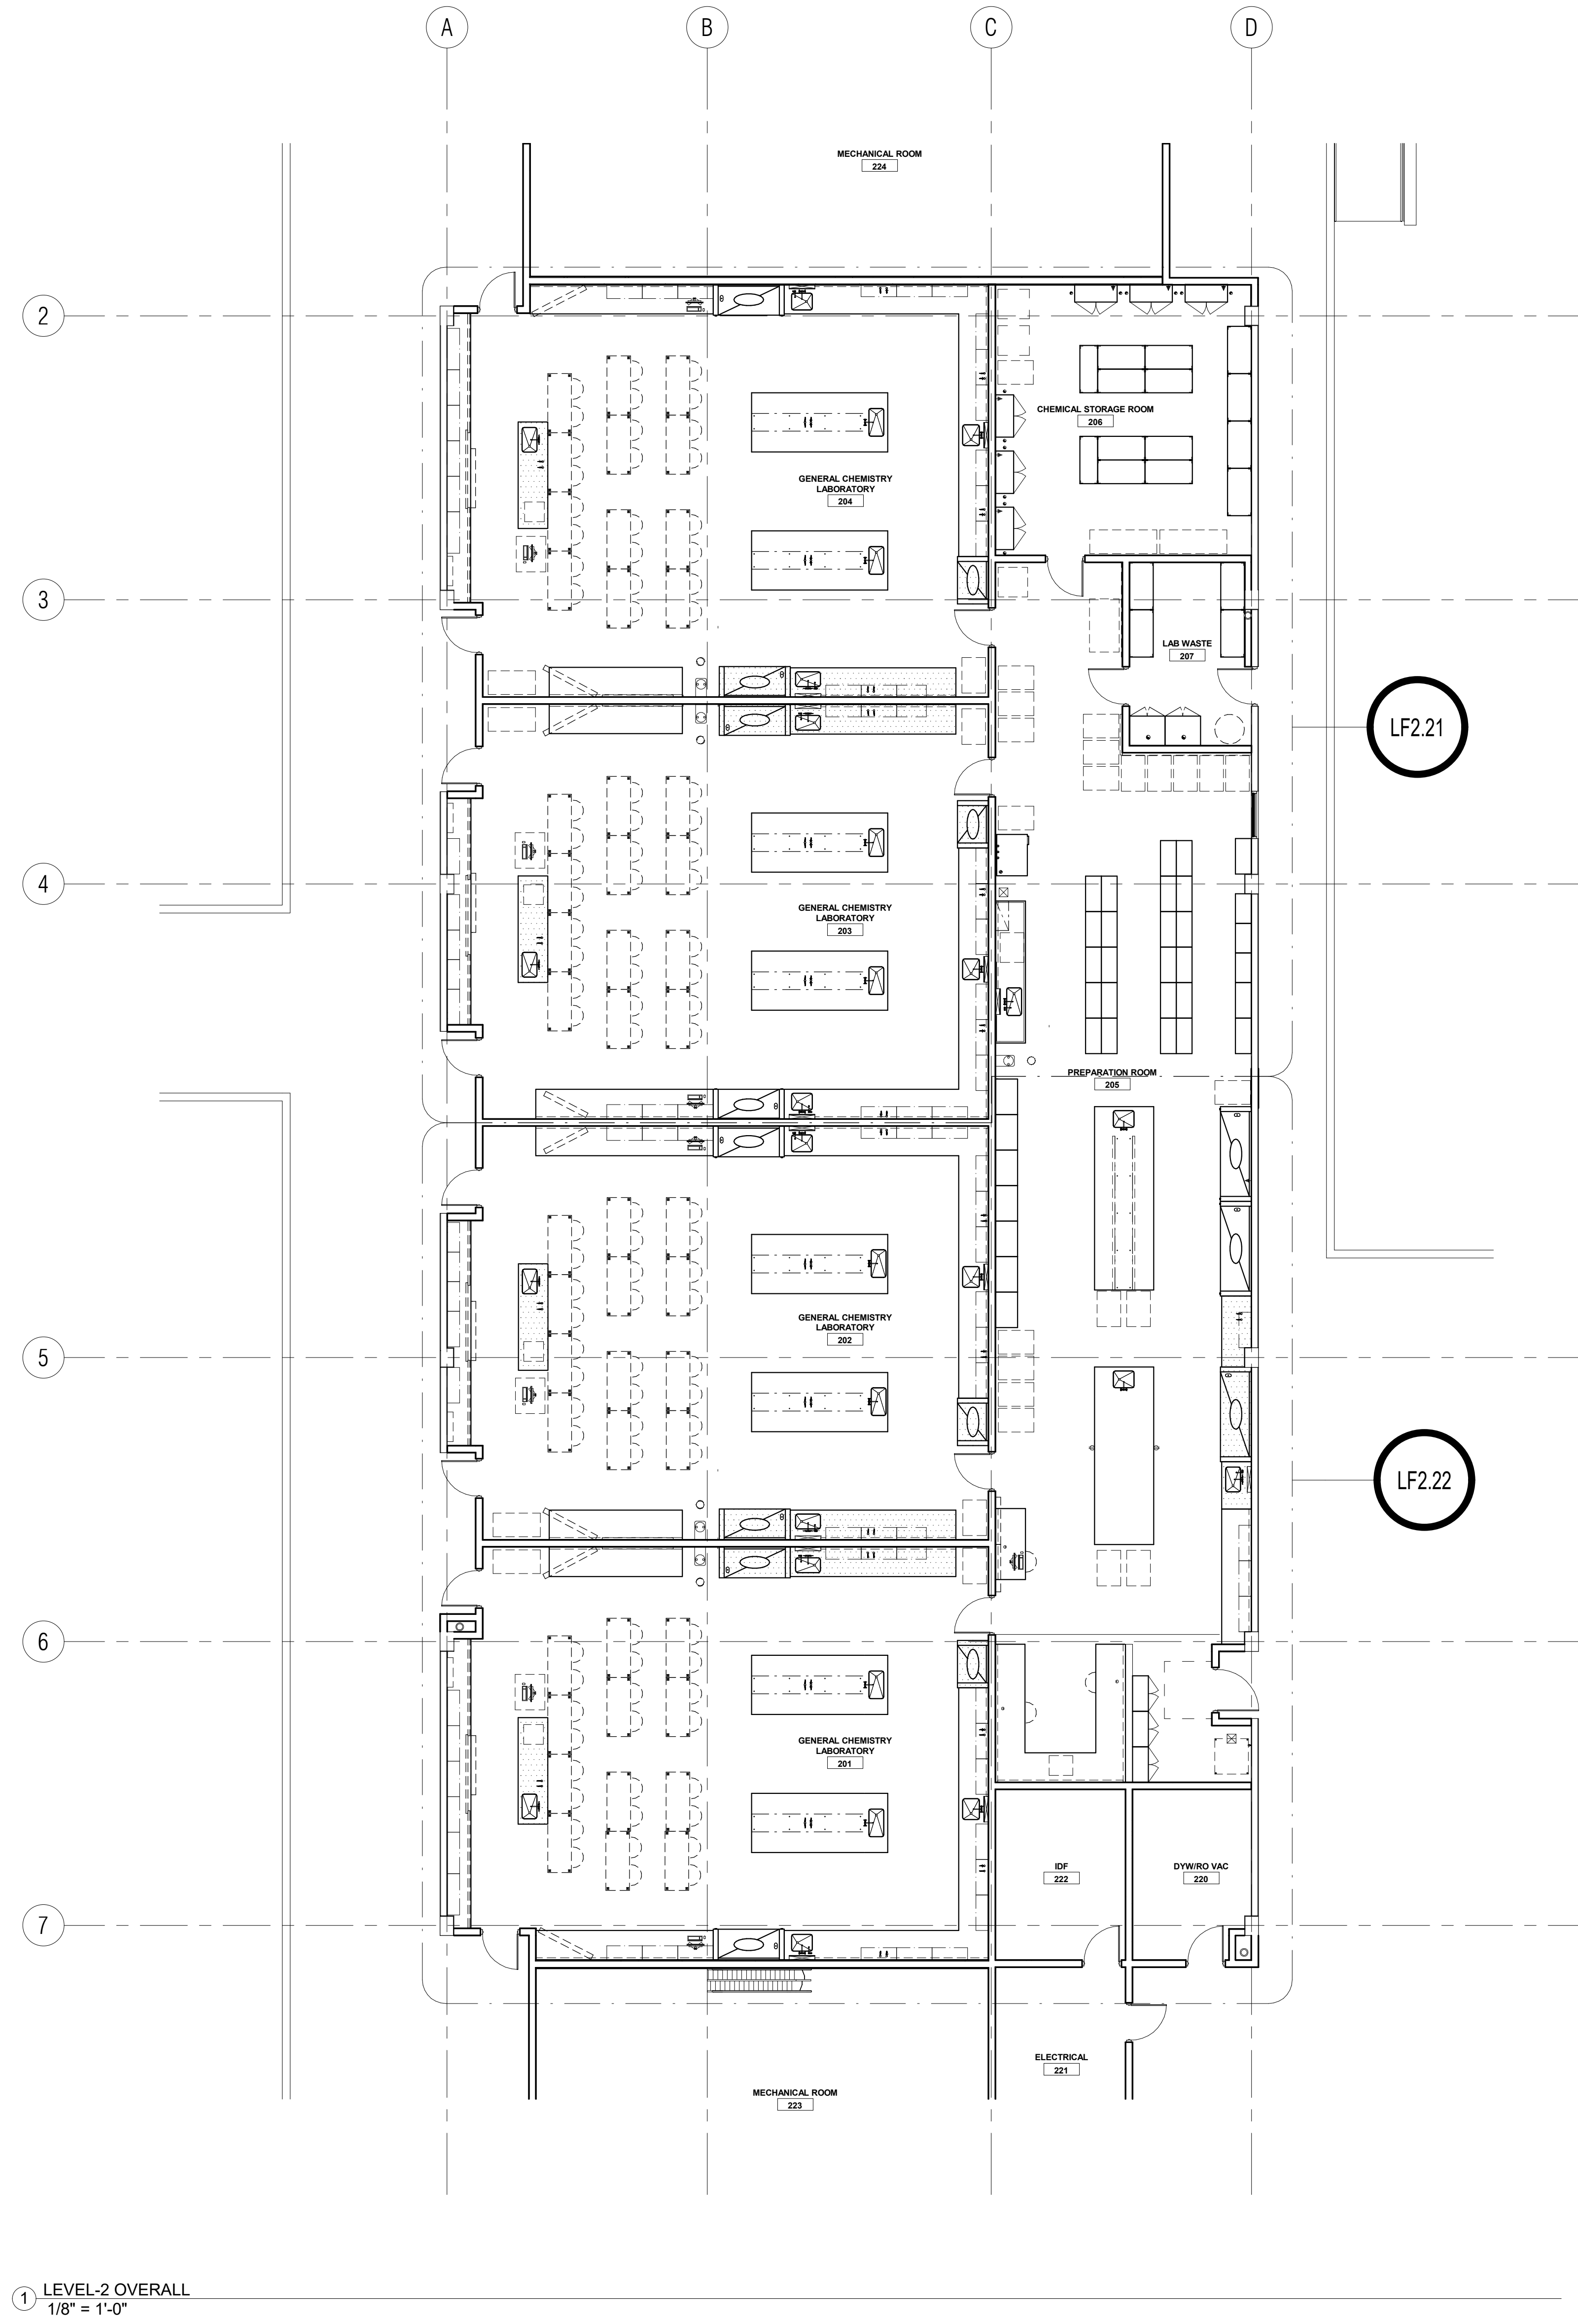 A
B
C
D
MECHANICAL ROOM
224
2
CHEMICAL STORAGE ROOM
206
GENERAL CHEMISTRY
LABORATORY
204
3
LAB WASTE
207
LF2.21
4
GENERAL CHEMISTRY
LABORATORY
203
PREPARATION ROOM
205
GENERAL CHEMISTRY
LABORATORY
202
5
LF2.22
6
GENERAL CHEMISTRY
LABORATORY
201
IDF
222
DYW/RO VAC
220
7
ELECTRICAL
221
MECHANICAL ROOM
223
1
LEVEL-2 OVERALL
1/8" = 1'-0"